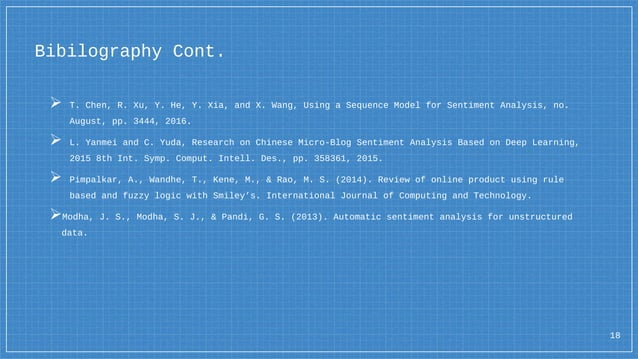 Bibilography Cont.
➢ T. Chen, R. Xu, Y. He, Y. Xia, and X. Wang, Using a Sequence Model for Sentiment Analysis, no.
August, pp. 3444, 2016.
➢ L. Yanmei and C. Yuda, Research on Chinese Micro-Blog Sentiment Analysis Based on Deep Learning,
2015 8th Int. Symp. Comput. Intell. Des., pp. 358361, 2015.
➢ Pimpalkar, A., Wandhe, T., Kene, M., & Rao, M. S. (2014). Review of online product using rule
based and fuzzy logic with Smiley’s. International Journal of Computing and Technology.
➢Modha, J. S., Modha, S. J., & Pandi, G. S. (2013). Automatic sentiment analysis for unstructured
data.
18